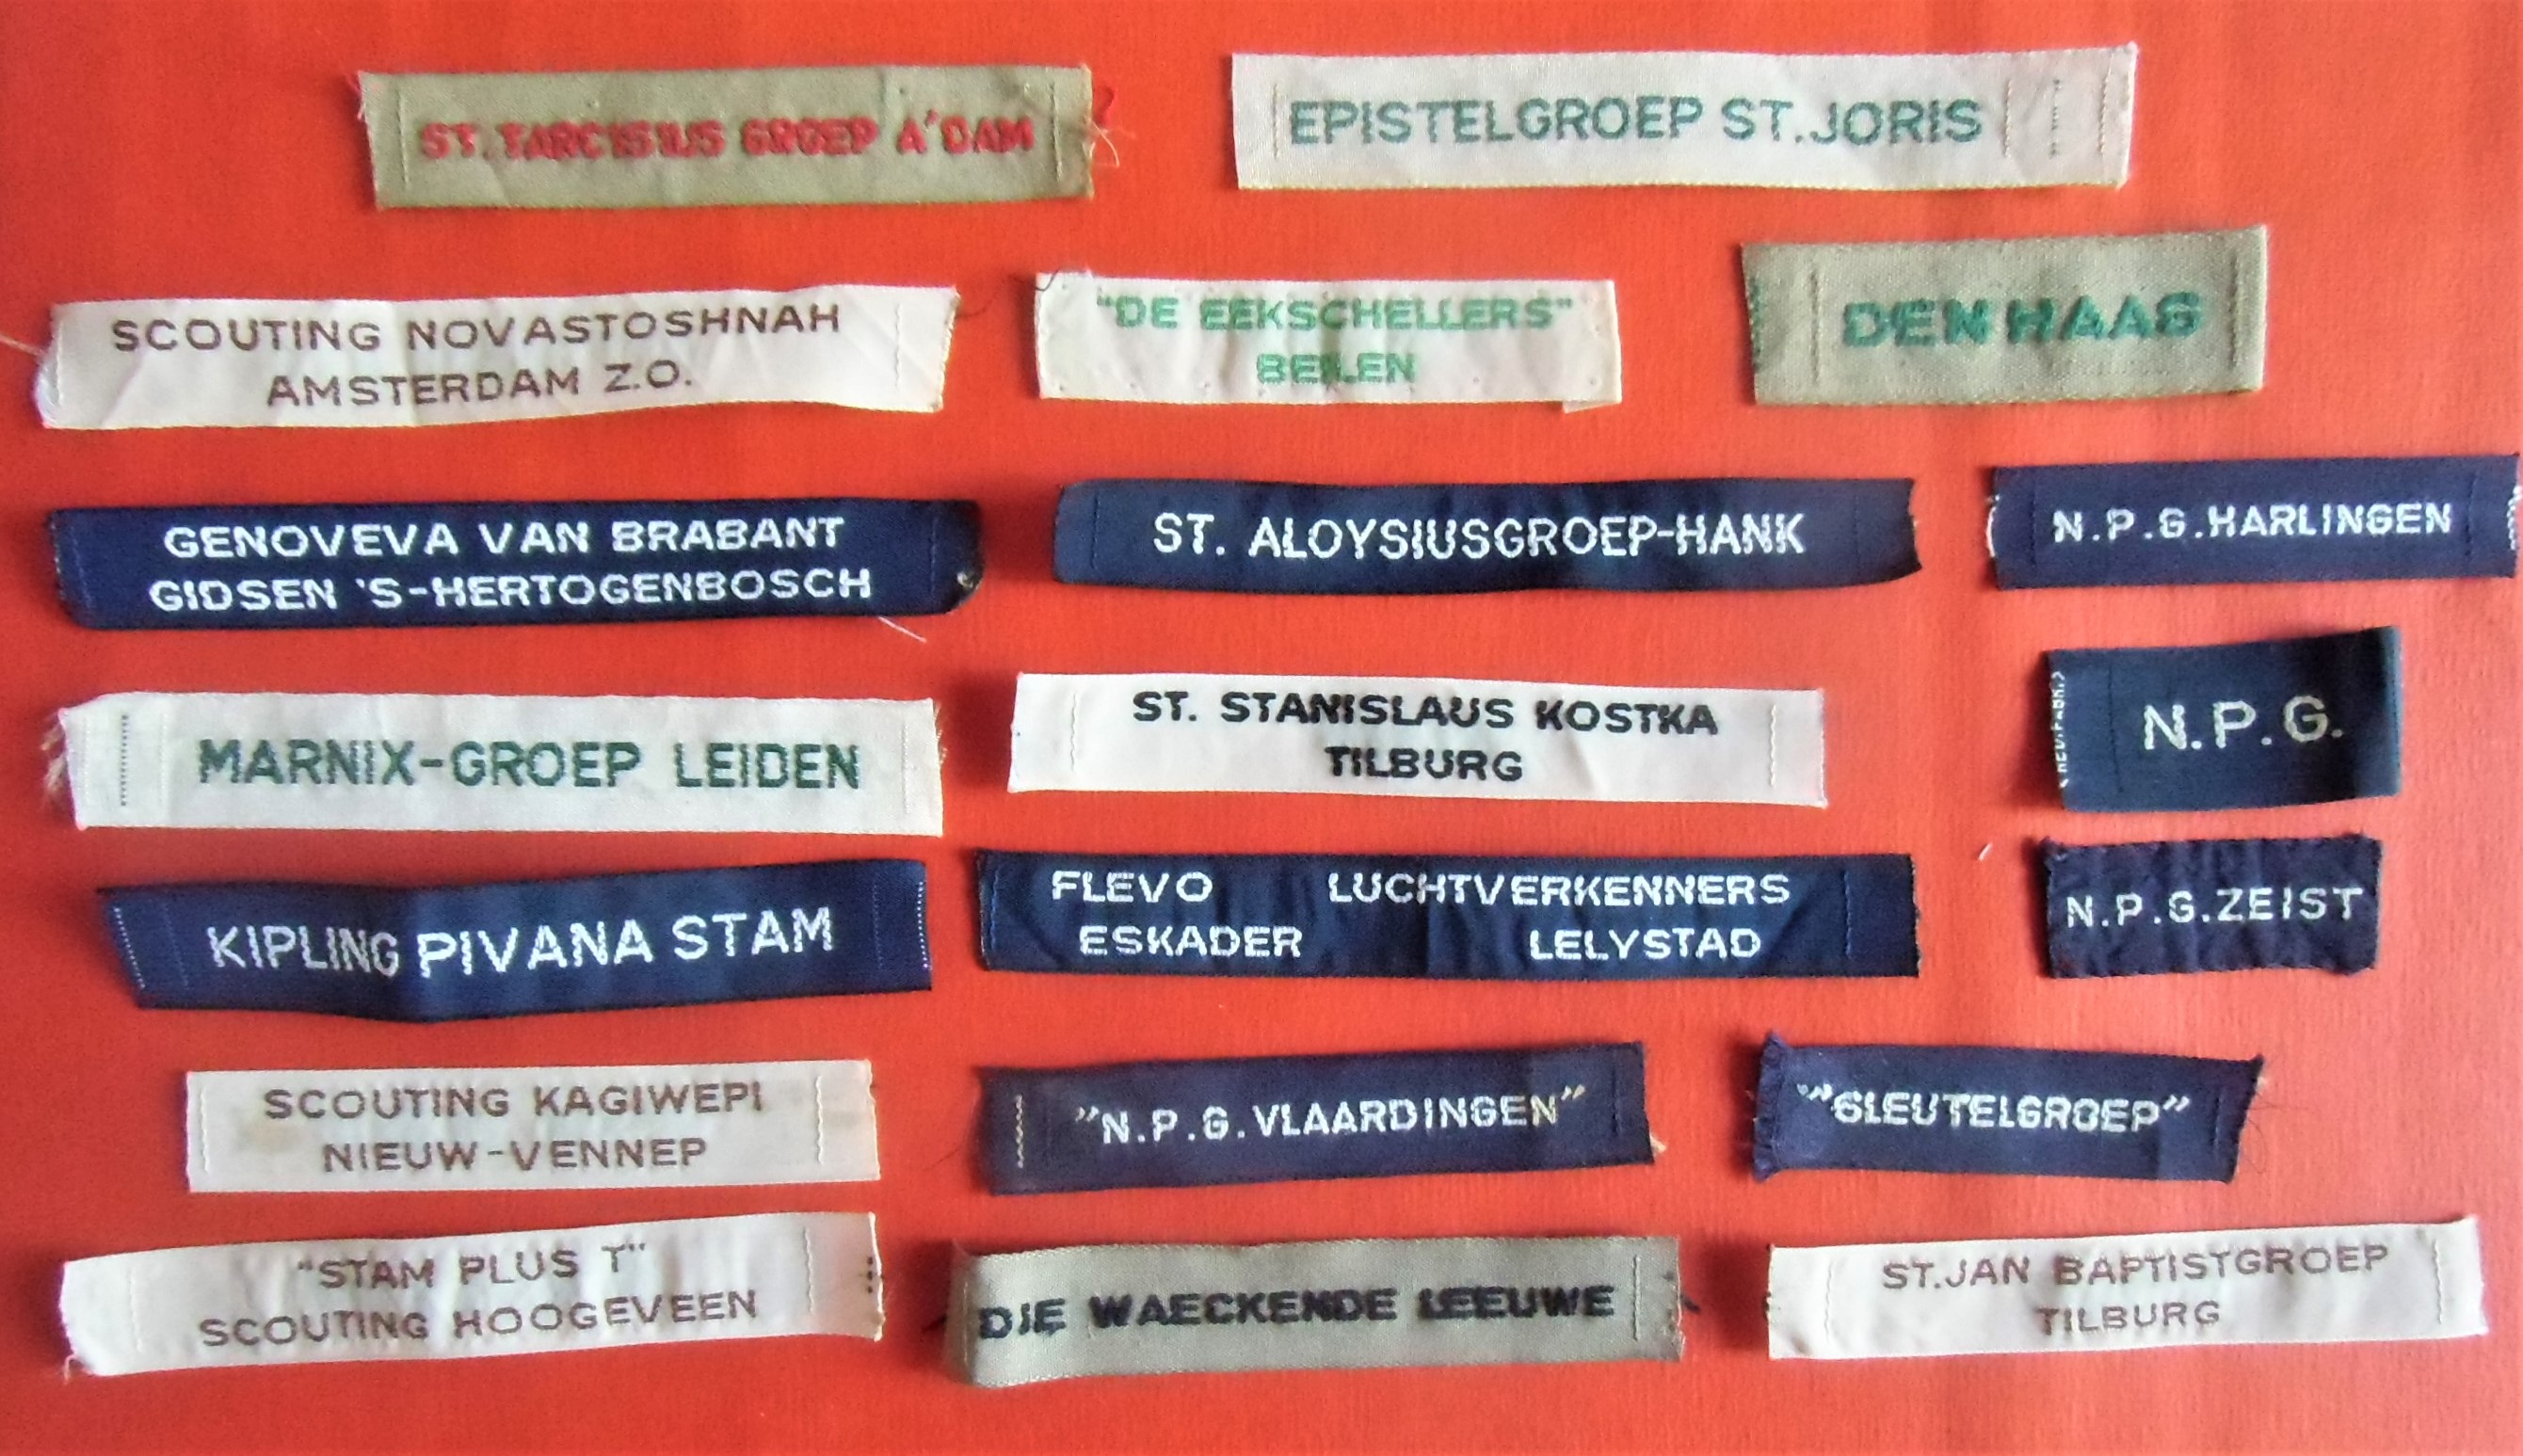 ST. TARCISIUS GROEP A'DAM
EPISTELGROEP ST. JORIS
SCOUTING NOVASTOSHNAH
AMSTERDAM Z.O.
"DE EEKSCHELLERS"
BEILEN
DEN HAAG
GENOVEVA VAN BRABANT
GIDSEN 'S-HERTOGENBOSCH
ST. ALOYSIUSGROEP-HANK
N.P.G. HARLINGEN
MARNIX-GROEP LEIDEN
ST. STANISLAUS KOSTKA
TILBURG
N.P.G.
KIPLING PIVANA STAM
FLEVO LUCHTVERKENNERS
ESKADER LELYSTAD
N.P.G. ZEIST
SCOUTING KAGIWEPI
NIEUW-VENNEP
"N.P.G. VLAARDINGEN"
"SLEUTELGROEP"
"STAM PLUS T"
SCOUTING HOOGEVEEN
DIE WAECKENDE LEEUWE
ST. JAN BAPTISTGROEP
TILBURG